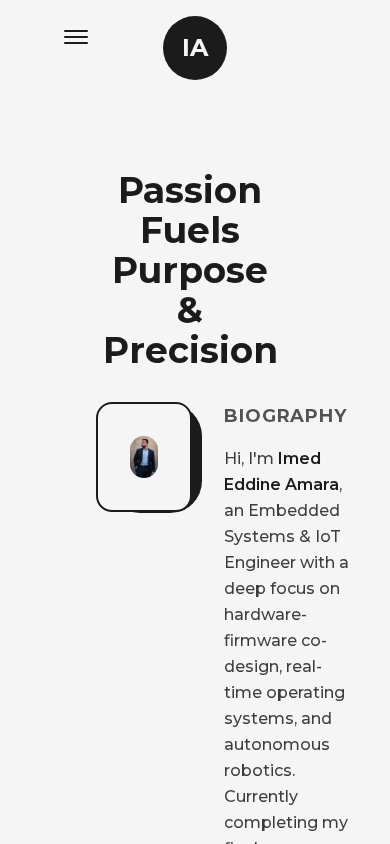 IA
Passion
Fuels
Purpose
&
Precision
BIOGRAPHY
Hi, I'm Imed
Eddine Amara,
an Embedded
Systems & IoT
Engineer with a
deep focus on
hardware-
firmware co-
design, real-
time operating
systems, and
autonomous
robotics.
Currently
completing my